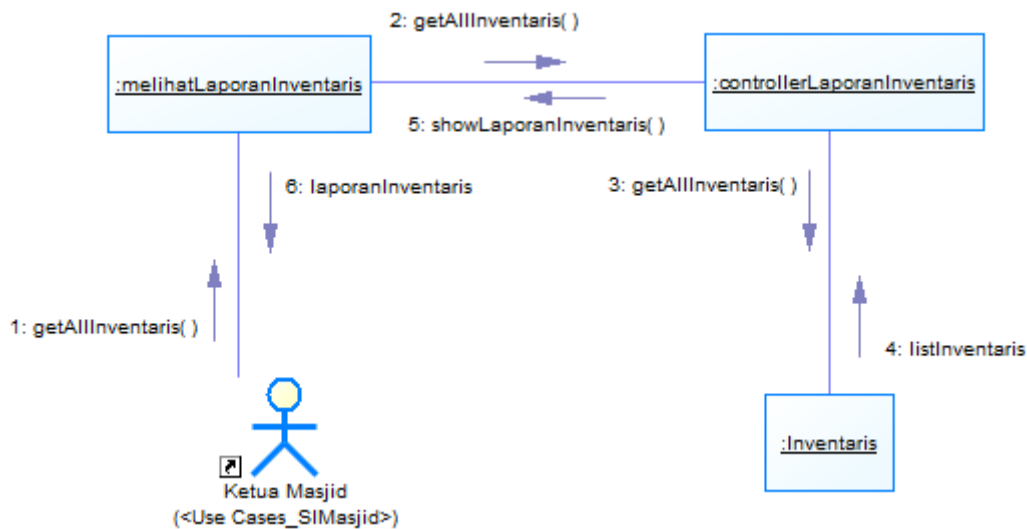 2: getAllInventaris( )
:melihatLaporanInventaris
:controllerLaporanInventaris
5: showLaporanInventaris( )
6: laporanInventaris
3: getAllInventaris( )
1: getAllInventaris( )
4: listInventaris
:Inventaris
Ketua Masjid
(<Use Cases_SIMasjid>)